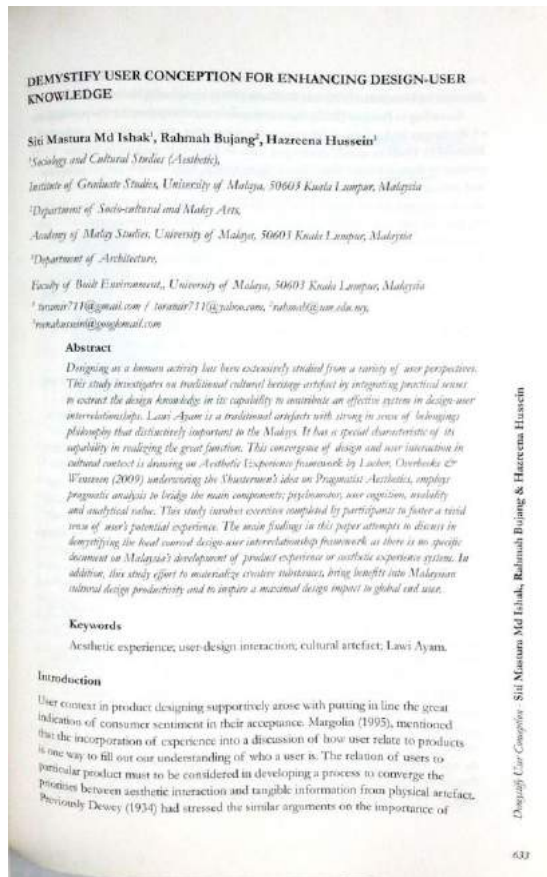 DEMYSTIFY USER CONCEPTION FOR ENHANCING DESIGN-USER
KNOWLEDGE
Siti Mastura Md Ishak¹, Rahmah Bujang², Hazreena Hussein³
¹Sociology and Cultural Studies (Aesthetic),
Institute of Graduate Studies, University of Malaya, 50603 Kuala Lumpur, Malaysia
²Department of Socio-cultural and Malay Arts,
Academy of Malay Studies, University of Malaya, 50603 Kuala Lumpur, Malaysia
³Department of Architecture,
Faculty of Built Environment,, University of Malaya, 50603 Kuala Lumpur, Malaysia
Abstract
Designing as a human activity has been extensively studied from a variety of user perspectives.
This study investigates on traditional cultural heritage artefact by integrating practical senses
to extract the design knowledge in its capability to contribute an effective system in design-user
interrelationships. Lawi Ayam is a traditional artefacts with strong in sense of belongings
philosophy that distinctively important to the Malays. It has a special characteristic of its
capability in realizing the great function. This convergence of design and user interaction in
cultural context is drawing on Aesthetic Experience framework by Locher, Overbeeke &
Wensveen (2009) underscoring the Shusterman's idea on Pragmatist Aesthetics, employs
pragmatic analysis to bridge the main components; psychomotor, user cognition, usability
and analytical value. This study involves exercise completed by participants to foster a vivid
sense of user's potential experience. The main findings in this paper attempts to discuss in
demystifying the local context design-user interrelationship framework as there is no specific
document on Malaysia's development of product experience or aesthetic experience system. In
addition, this study effort to materialize creative substances, bring benefits into Malaysian
cultural design productivity and to inspire a maximal design impact to global end user.
Keywords
Aesthetic experience; user-design interaction; cultural artefact; Lawi Ayam.
Introduction
User context in product designing supportively arose with putting in line the great
indication of consumer sentiment in their acceptance. Margolin (1995), mentioned
that the incorporation of experience into a discussion of how user relate to products
is one way to fill out our understanding of who a user is. The relation of users to
particular product must to be considered in developing a process to converge the
priorities between aesthetic interaction and tangible information from physical artefact.
Previously Dewey (1934) had stressed the similar arguments on the importance of
Demystify User Conception - Siti Mastura Md Ishak, Rahmah Bujang & Hazreena Hussein
633